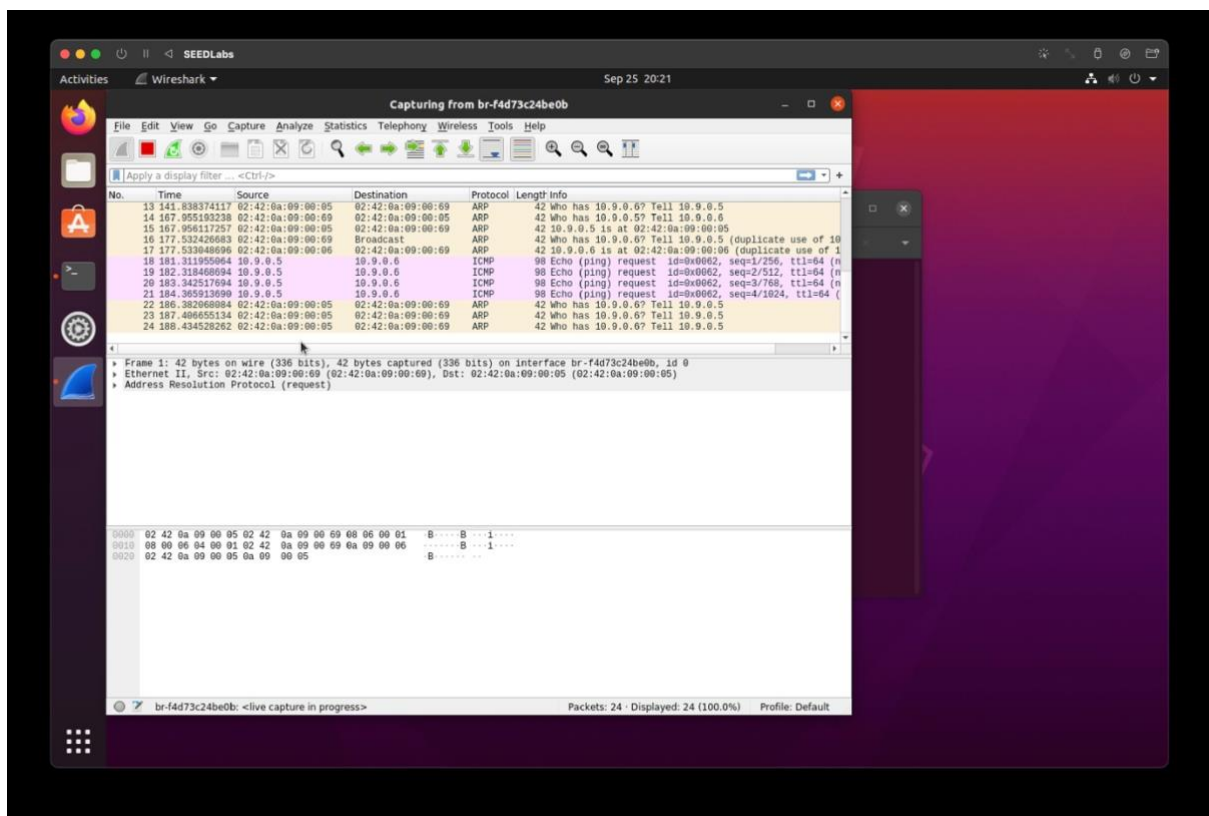 SEEDLabs
Activities Wireshark Sep 25 20:21
Capturing from br-f4d73c24be0b
File Edit View Go Capture Analyze Statistics Telephony Wireless Tools Help
Apply a display filter ... <Ctrl-/>
No. Time Source Destination Protocol Length Info
13 141.838374117 02:42:0a:09:00:05 02:42:0a:09:00:69 ARP 42 Who has 10.9.0.6? Tell 10.9.0.5
14 167.955193238 02:42:0a:09:00:69 02:42:0a:09:00:05 ARP 42 Who has 10.9.0.5? Tell 10.9.0.6
15 167.956117257 02:42:0a:09:00:05 02:42:0a:09:00:69 ARP 42 10.9.0.5 is at 02:42:0a:09:00:05
16 177.532426683 02:42:0a:09:00:69 Broadcast ARP 42 Who has 10.9.0.6? Tell 10.9.0.5 (duplicate use of 10
17 177.533048696 02:42:0a:09:00:06 02:42:0a:09:00:69 ARP 42 10.9.0.6 is at 02:42:0a:09:00:06 (duplicate use of 1
18 181.311955064 10.9.0.5 10.9.0.6 ICMP 98 Echo (ping) request id=0x0062, seq=1/256, ttl=64 (n
19 182.318468694 10.9.0.5 10.9.0.6 ICMP 98 Echo (ping) request id=0x0062, seq=2/512, ttl=64 (n
20 183.342517694 10.9.0.5 10.9.0.6 ICMP 98 Echo (ping) request id=0x0062, seq=3/768, ttl=64 (n
21 184.365913690 10.9.0.5 10.9.0.6 ICMP 98 Echo (ping) request id=0x0062, seq=4/1024, ttl=64 (
22 186.382068084 02:42:0a:09:00:05 02:42:0a:09:00:69 ARP 42 Who has 10.9.0.6? Tell 10.9.0.5
23 187.406655134 02:42:0a:09:00:05 02:42:0a:09:00:69 ARP 42 Who has 10.9.0.6? Tell 10.9.0.5
24 188.434528262 02:42:0a:09:00:05 02:42:0a:09:00:69 ARP 42 Who has 10.9.0.6? Tell 10.9.0.5
Frame 1: 42 bytes on wire (336 bits), 42 bytes captured (336 bits) on interface br-f4d73c24be0b, id 0
Ethernet II, Src: 02:42:0a:09:00:69 (02:42:0a:09:00:69), Dst: 02:42:0a:09:00:05 (02:42:0a:09:00:05)
Address Resolution Protocol (request)
0000 02 42 0a 09 00 05 02 42 0a 09 00 69 08 06 00 01 ·B·····B ···i····
0010 08 00 06 04 00 01 02 42 0a 09 00 69 0a 09 00 06 ·······B ···i····
0020 02 42 0a 09 00 05 0a 09 00 05 ·B······ ··
br-f4d73c24be0b: <live capture in progress> Packets: 24 · Displayed: 24 (100.0%) Profile: Default